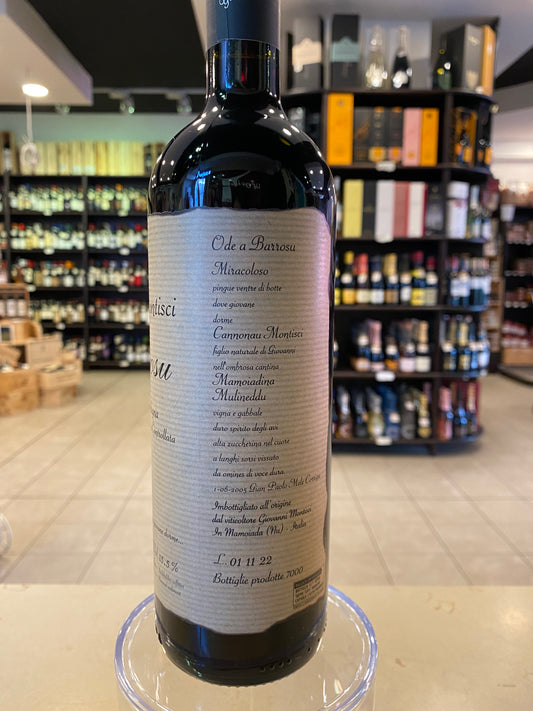 Ode a Barrosu
Miracoloso
pingue ventre di botte
dove giovane
dorme
Cannonau Montisci
figlio naturale di Giovanni
nell'ombrosa cantina
Mamoiadina
Mulineddu
vigna e gabbale
duro spirito degli avi
alta zuccherina nel cuore
a langhi sorsi vissuto
da omines di voce dura.
1-06-2005 Gian Paolo Mele
Imbottigliato all'origine
dal viticoltore Giovanni Montisci
In Mamoiada (Nu) - Italia
L. 01 11 22
Bottiglie prodotte 7000